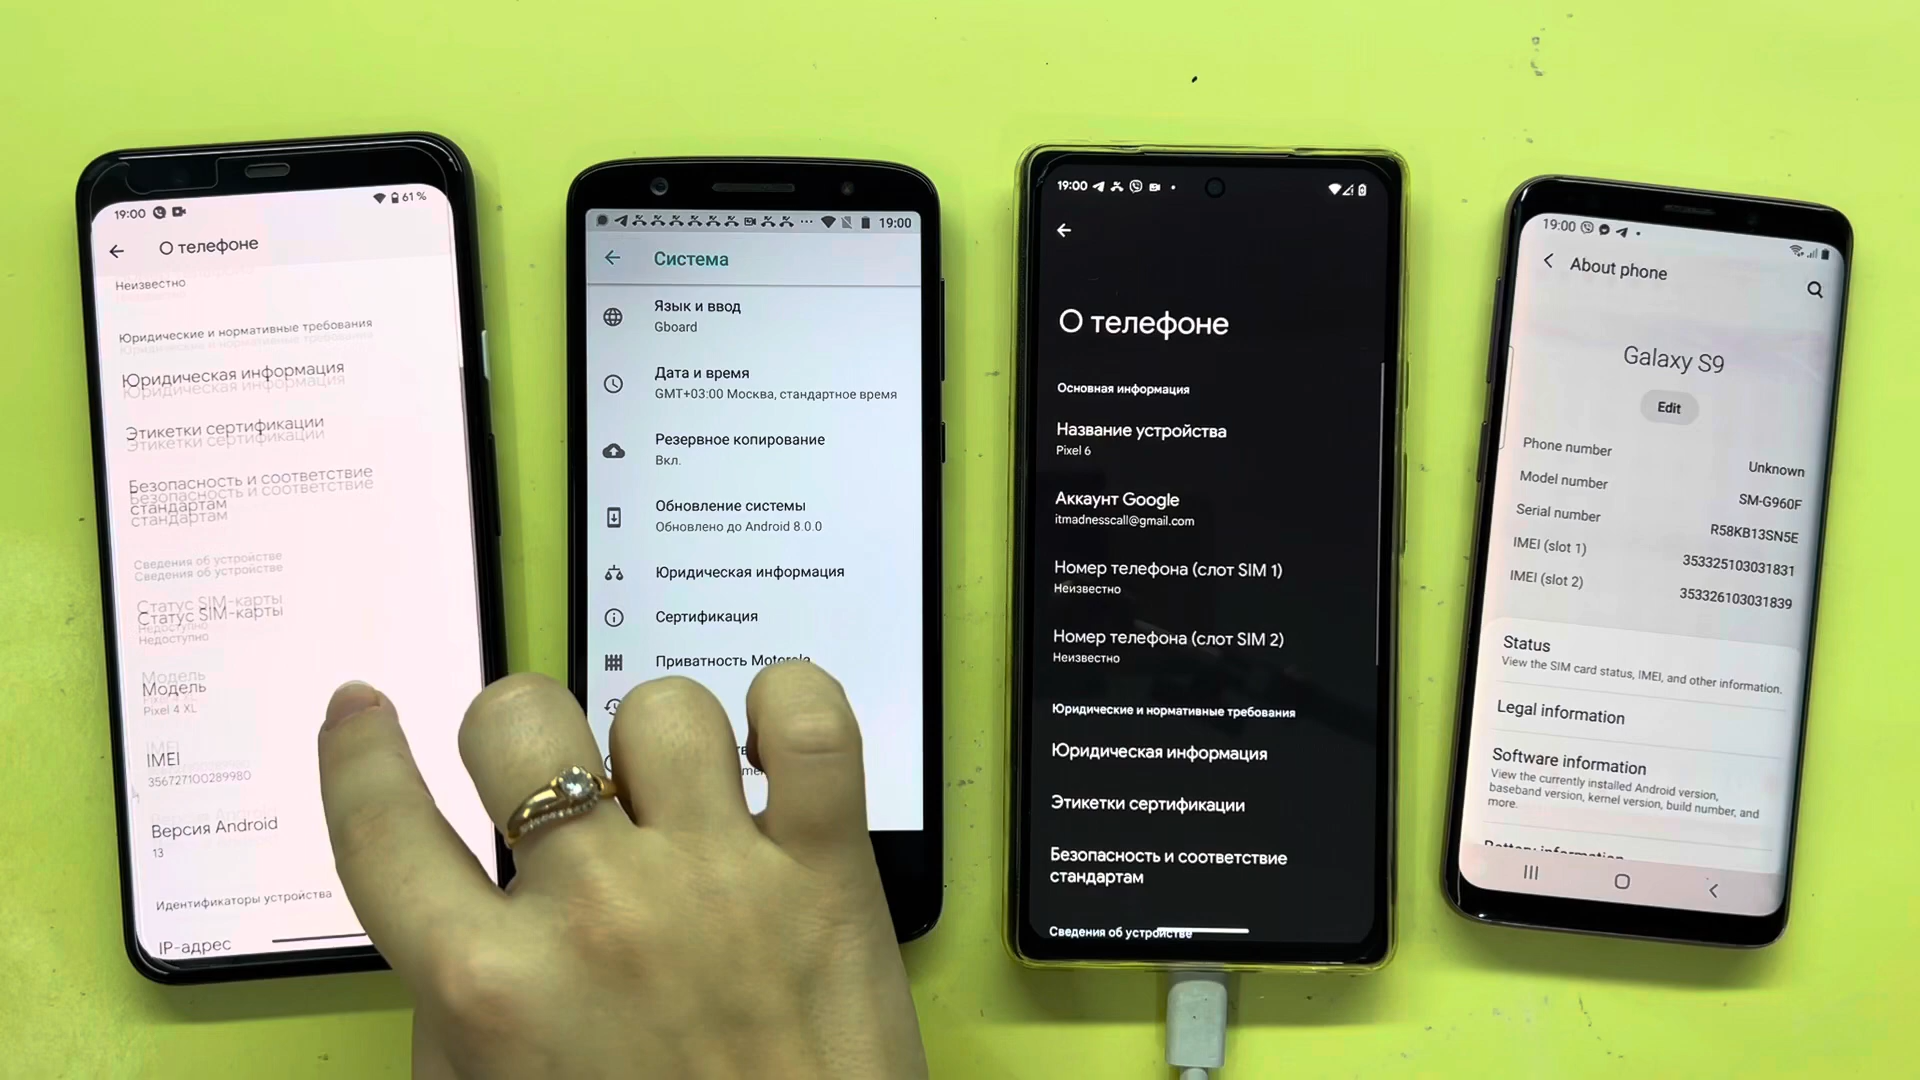 19:00
61%
О телефоне
Неизвестно
Юридические и нормативные требования
Юридическая информация
Этикетки сертификации
Безопасность и соответствие
стандартам
Сведения об устройстве
Статус SIM-карты
Недоступно
Модель
Pixel 4 XL
IMEI
356727100289980
Версия Android
13
Идентификаторы устройства
IP-адрес
19:00
Система
Язык и ввод
Gboard
Дата и время
GMT+03:00 Москва, стандартное время
Резервное копирование
Вкл.
Обновление системы
Обновлено до Android 8.0.0
Юридическая информация
Сертификация
Приватность Motorola
19:00
О телефоне
Основная информация
Название устройства
Pixel 6
Аккаунт Google
itmadnesscall@gmail.com
Номер телефона (слот SIM 1)
Неизвестно
Номер телефона (слот SIM 2)
Неизвестно
Юридические и нормативные требования
Юридическая информация
Этикетки сертификации
Безопасность и соответствие
стандартам
Сведения об устройстве
19:00
About phone
Galaxy S9
Edit
Phone number Unknown
Model number SM-G960F
Serial number R58KB13SN5E
IMEI (slot 1) 353325103031831
IMEI (slot 2) 353326103031839
Status
View the SIM card status, IMEI, and other information.
Legal information
Software information
View the currently installed Android version,
baseband version, kernel version, build number, and
more.
Battery information